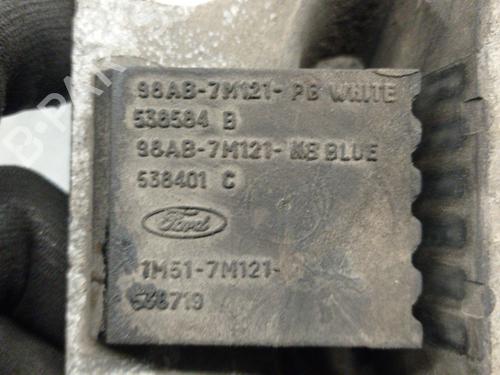 98AB-7M121- PB WHITE
538584 B
98AB-7M121- NB BLUE
538401 C
Ford
7M51-7M121-
538719